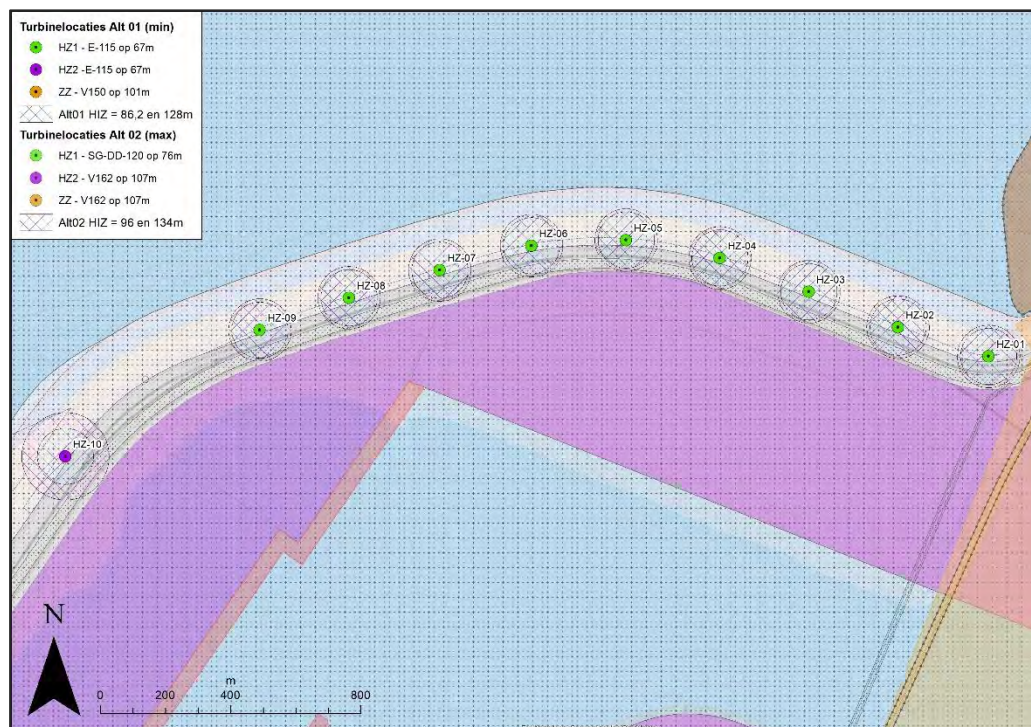 Turbinelocaties Alt 01 (min)
HZ1 - E-115 op 67m
HZ2 -E-115 op 67m
ZZ - V150 op 101m
Alt01 HIZ = 86,2 en 128m
Turbinelocaties Alt 02 (max)
HZ1 - SG-DD-120 op 76m
HZ2 - V162 op 107m
ZZ - V162 op 107m
Alt02 HIZ = 96 en 134m
HZ-05
HZ-06
HZ-04
HZ-07
HZ-03
HZ-08
HZ-02
HZ-09
HZ-01
HZ-10
N
m
0 200 400 800